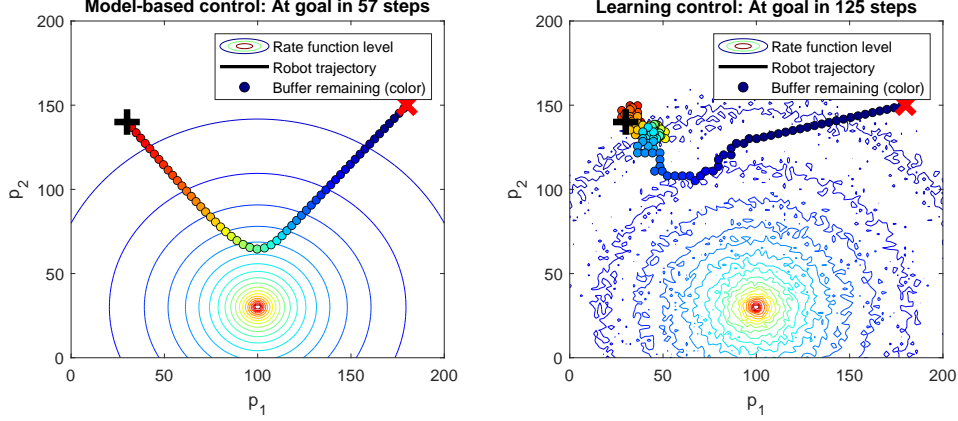 Model-based control: At goal in 57 steps
200
150
100
50
0
p2
Rate function level
Robot trajectory
Buffer remaining (color)
0 50 100 150 200
p1
Learning control: At goal in 125 steps
200
150
100
50
0
p2
Rate function level
Robot trajectory
Buffer remaining (color)
0 50 100 150 200
p1